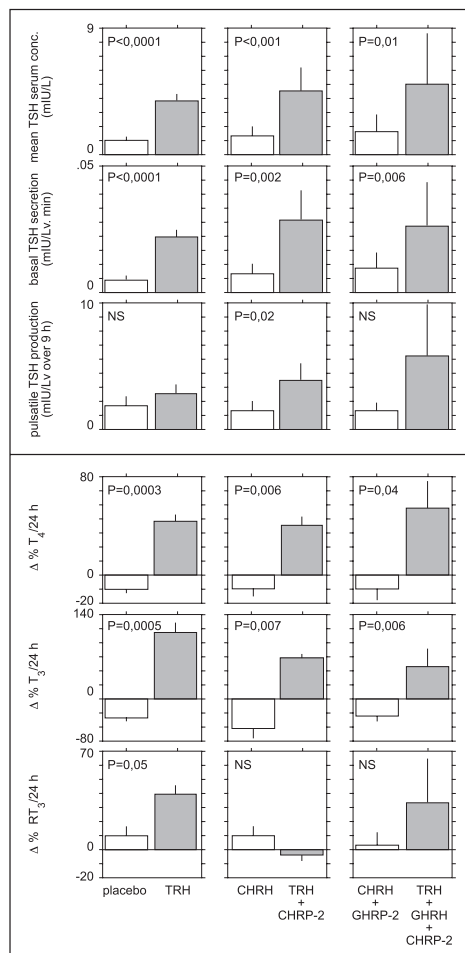 mean TSH serum conc.
(mIU/L)
9
0
P<0,0001
P<0,001
P=0,01
basal TSH secretion
(mIU/Lv. min)
.05
0
P<0,0001
P=0,002
P=0,006
pulsatile TSH production
(mIU/Lv over 9 h)
10
0
NS
P=0,02
NS
Δ % T4/24 h
80
0
-20
P=0,0003
P=0,006
P=0,04
Δ % T3/24 h
140
0
-80
P=0,0005
P=0,007
P=0,006
Δ % RT3/24 h
70
0
-20
P=0,05
NS
NS
placebo
TRH
CHRH
TRH
+
CHRP-2
CHRH
+
GHRP-2
TRH
+
GHRH
+
CHRP-2